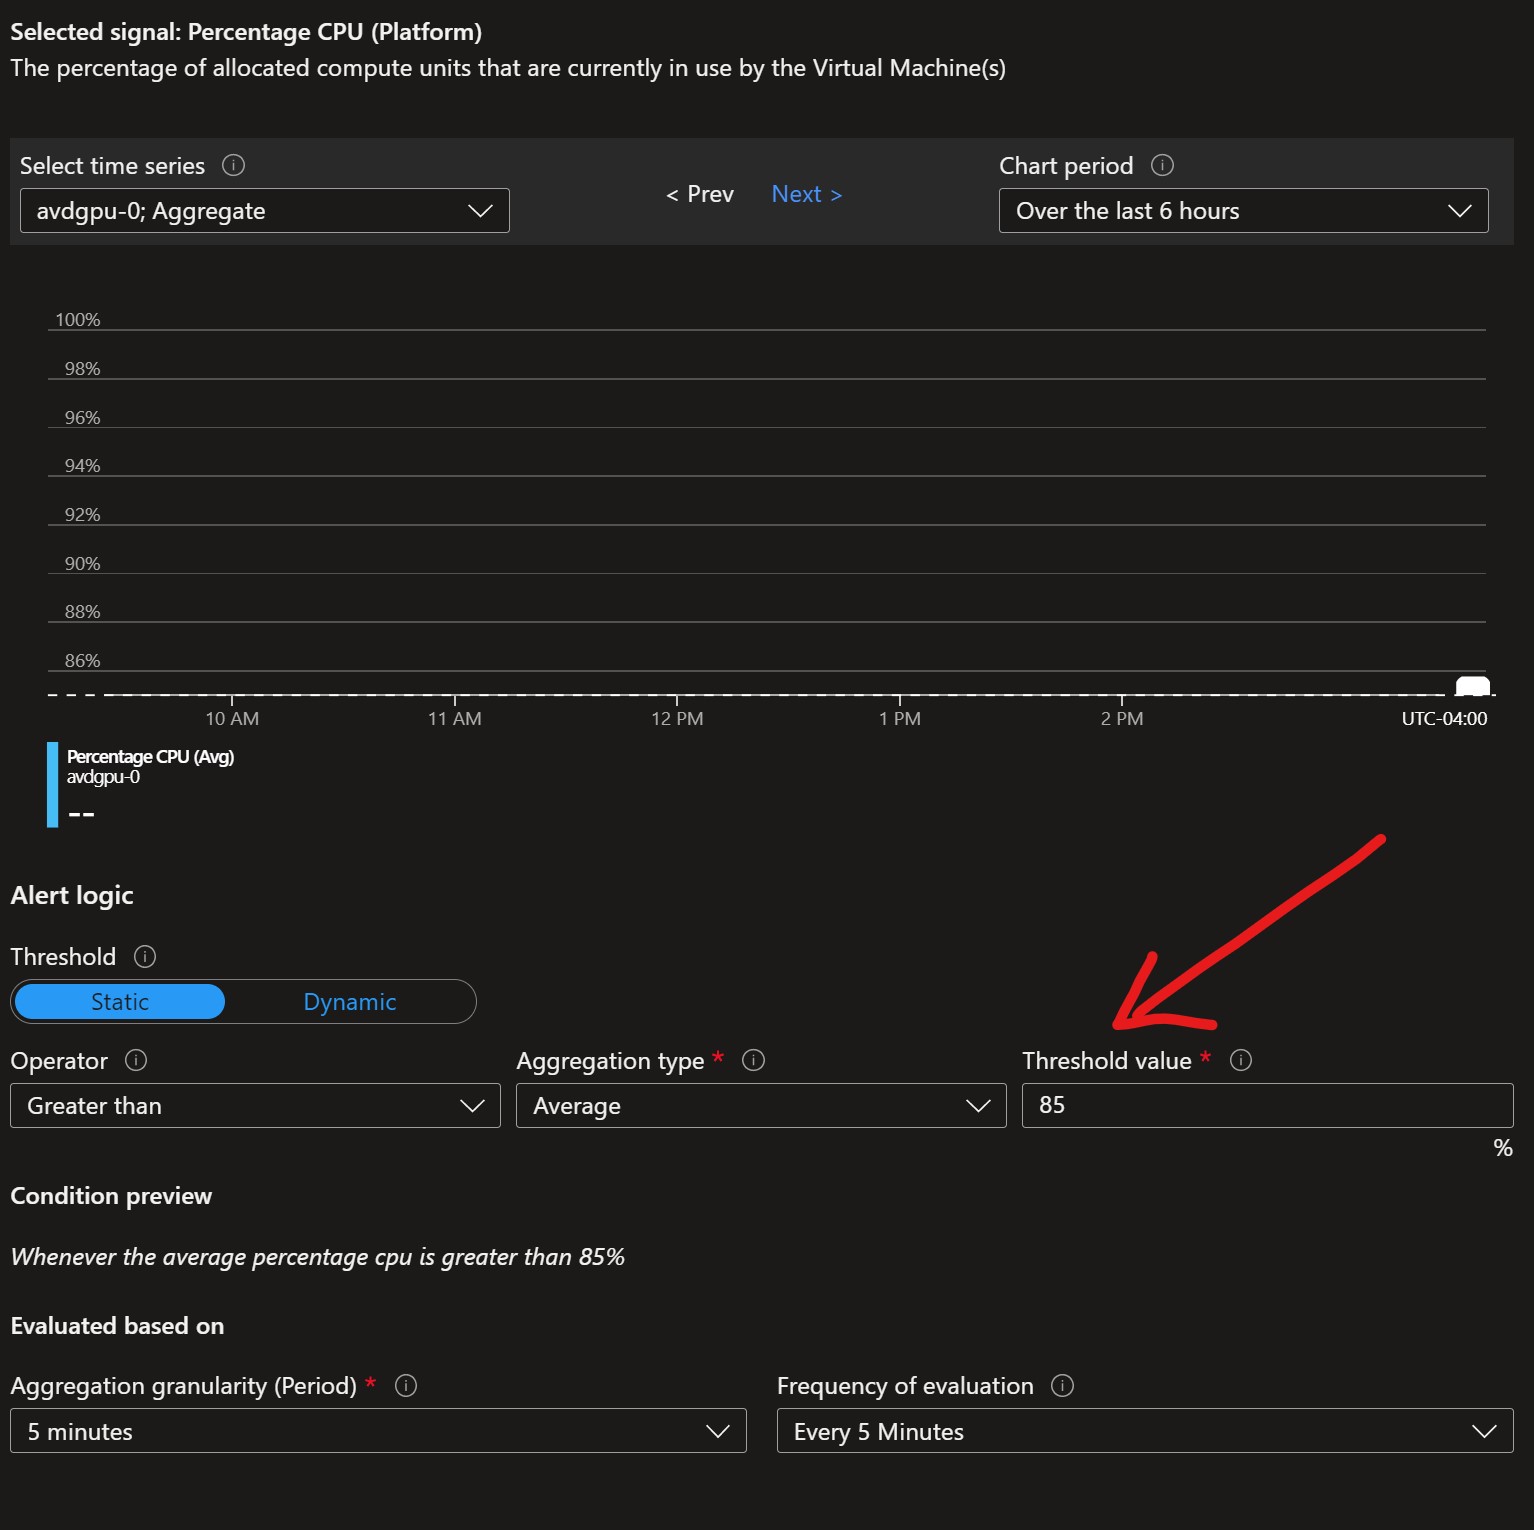 Selected signal: Percentage CPU (Platform)
The percentage of allocated compute units that are currently in use by the Virtual Machine(s)
Select time series
avdgpu-0; Aggregate
< Prev
Next >
Chart period
Over the last 6 hours
100%
98%
96%
94%
92%
90%
88%
86%
10 AM
11 AM
12 PM
1 PM
2 PM
UTC-04:00
Percentage CPU (Avg)
avdgpu-0
--
Alert logic
Threshold
Static
Dynamic
Operator
Greater than
Aggregation type *
Average
Threshold value *
85
%
Condition preview
Whenever the average percentage cpu is greater than 85%
Evaluated based on
Aggregation granularity (Period) *
5 minutes
Frequency of evaluation
Every 5 Minutes